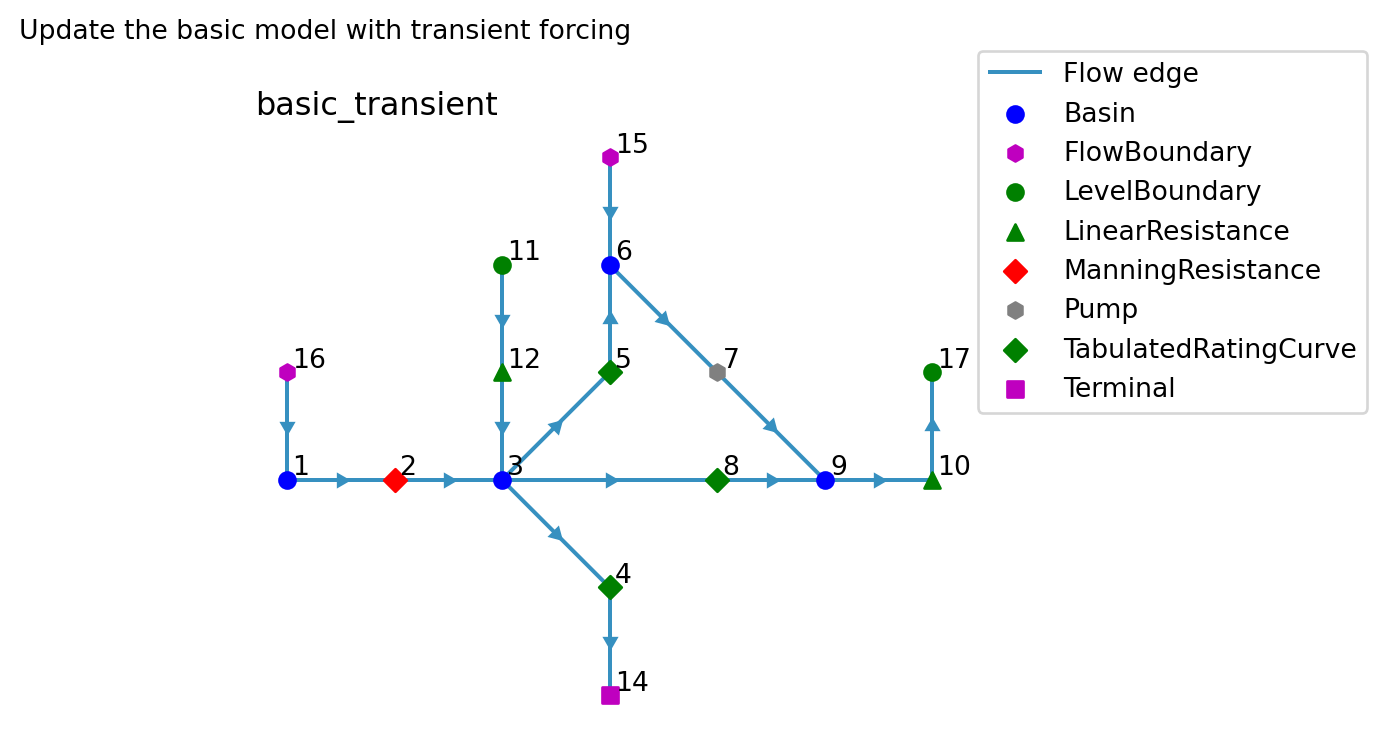 Update the basic model with transient forcing
basic_transient
Flow edge
Basin
FlowBoundary
LevelBoundary
LinearResistance
ManningResistance
Pump
TabulatedRatingCurve
Terminal
15
11
6
16
12
5
7
17
1
2
3
8
9
10
4
14